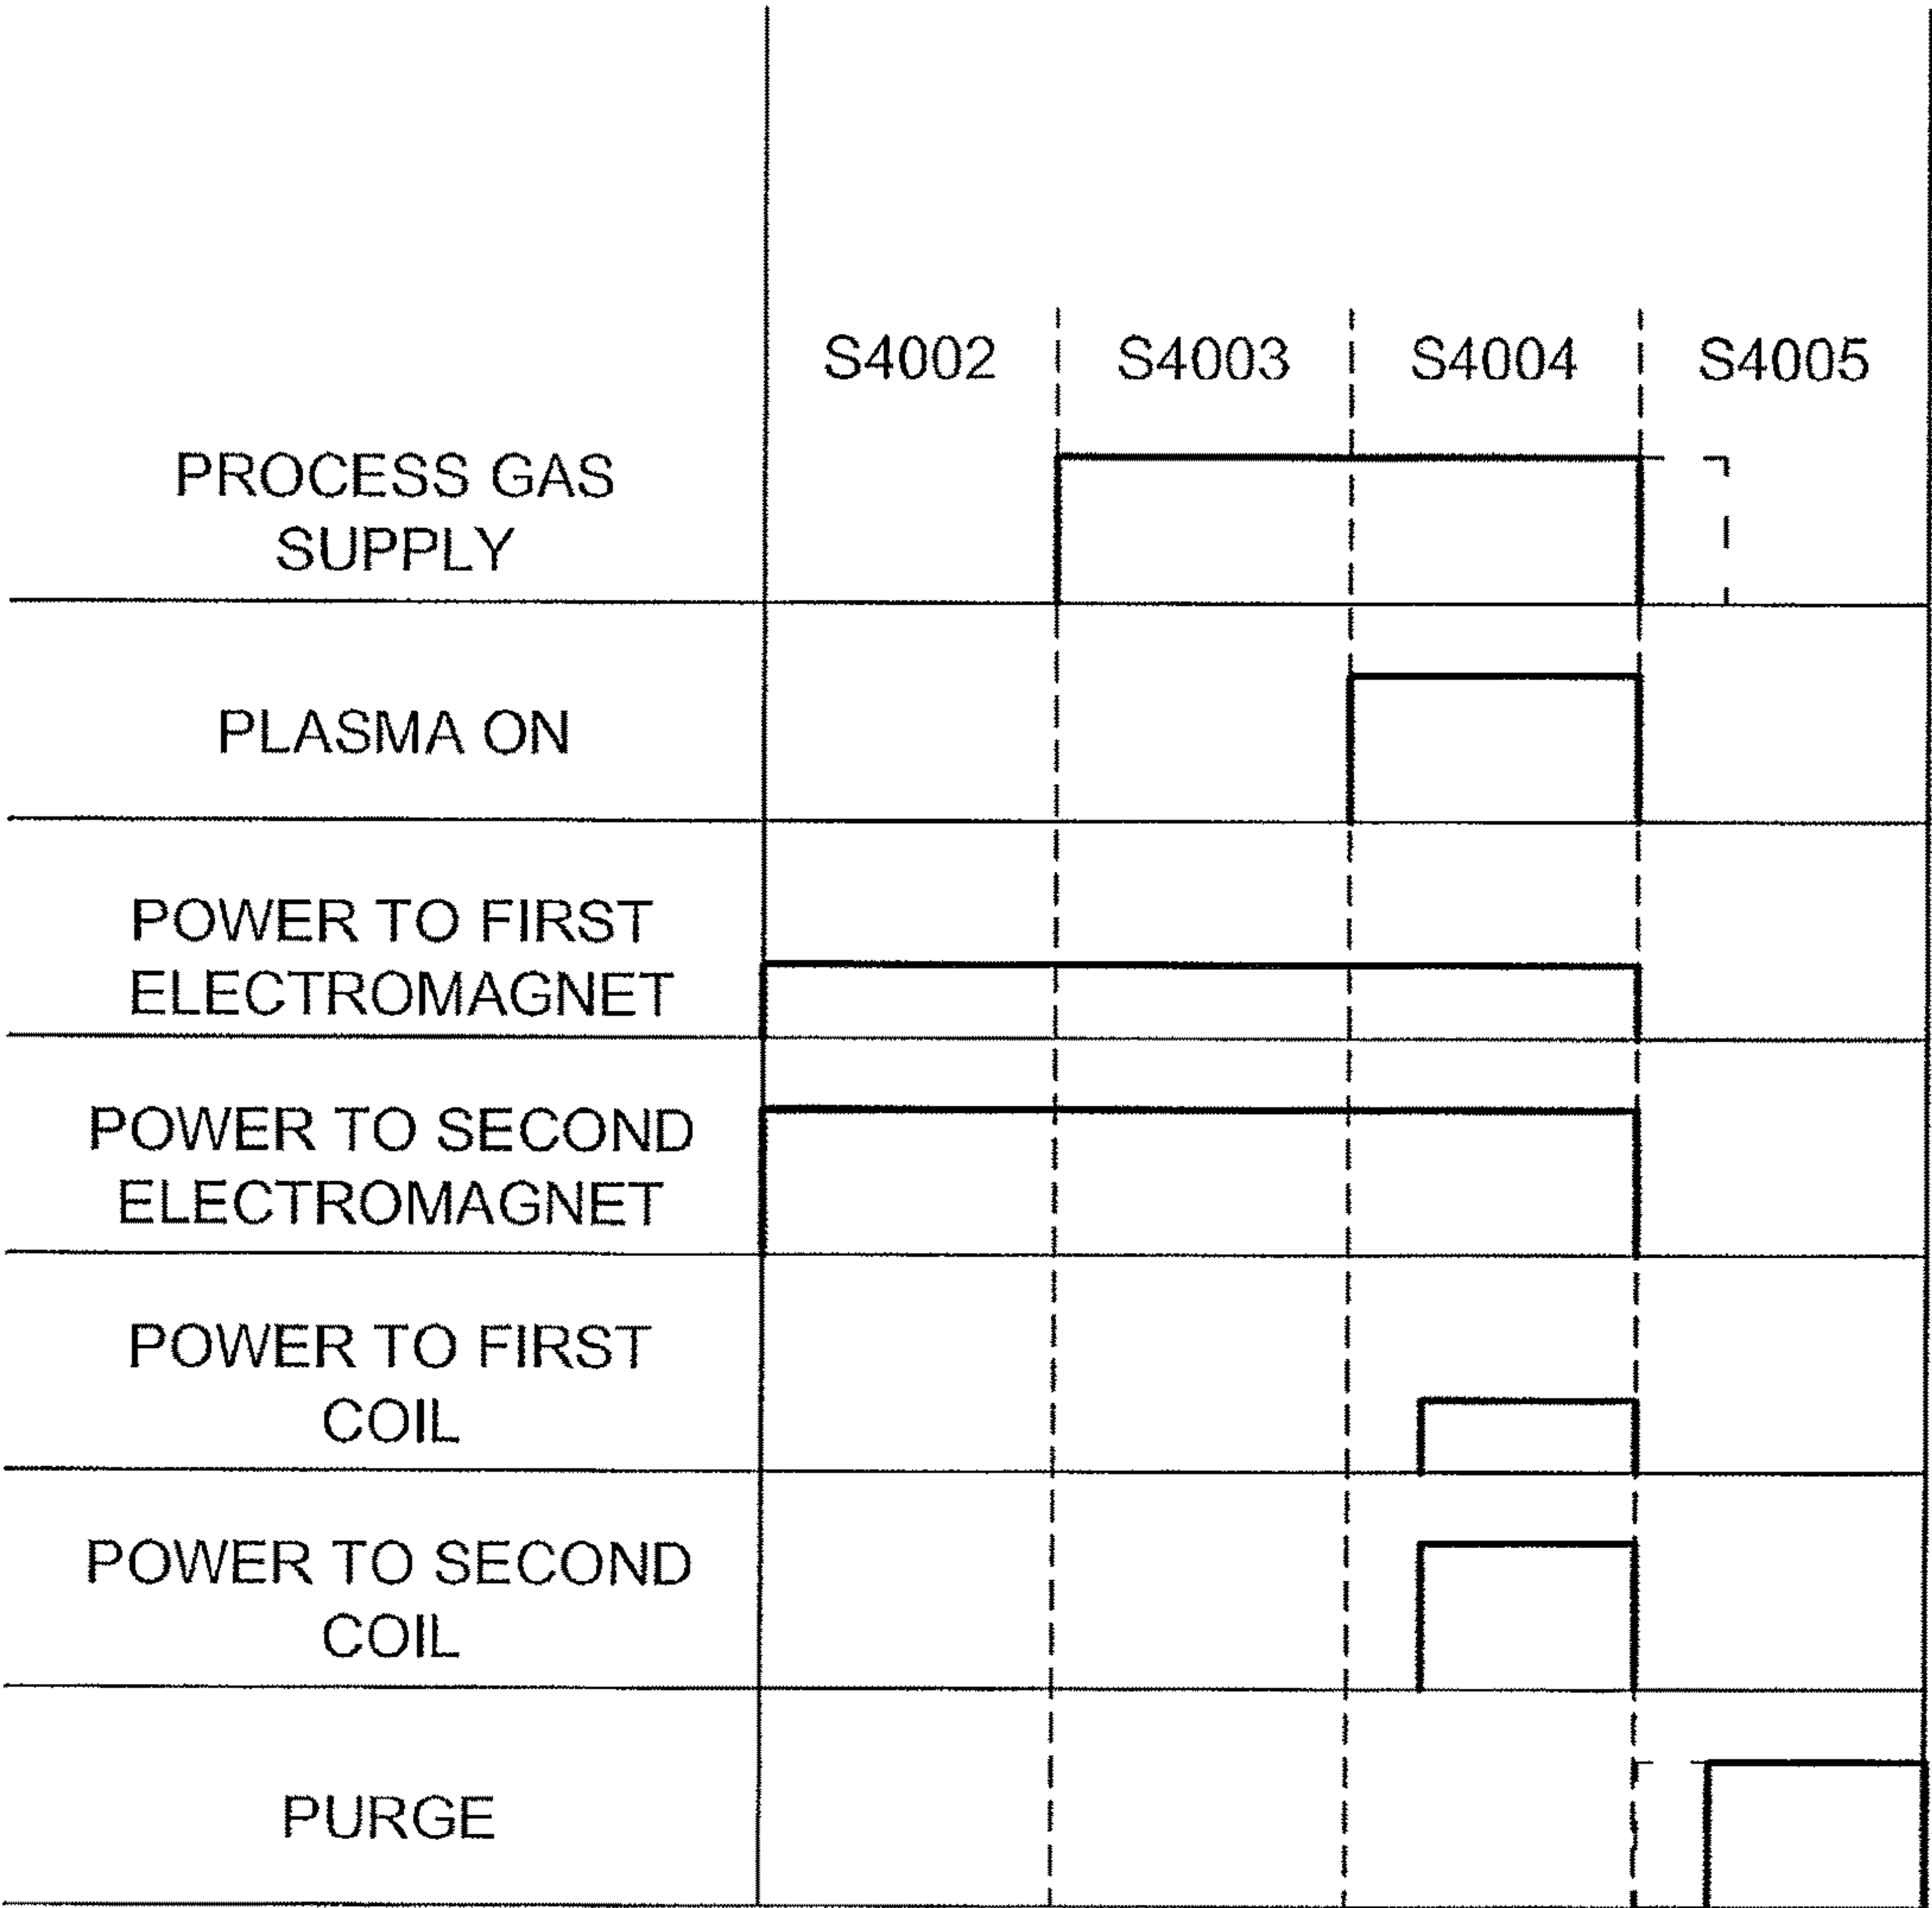 S4002 S4003 S4004 S4005
PROCESS GAS
SUPPLY
PLASMA ON
POWER TO FIRST
ELECTROMAGNET
POWER TO SECOND
ELECTROMAGNET
POWER TO FIRST
COIL
POWER TO SECOND
COIL
PURGE